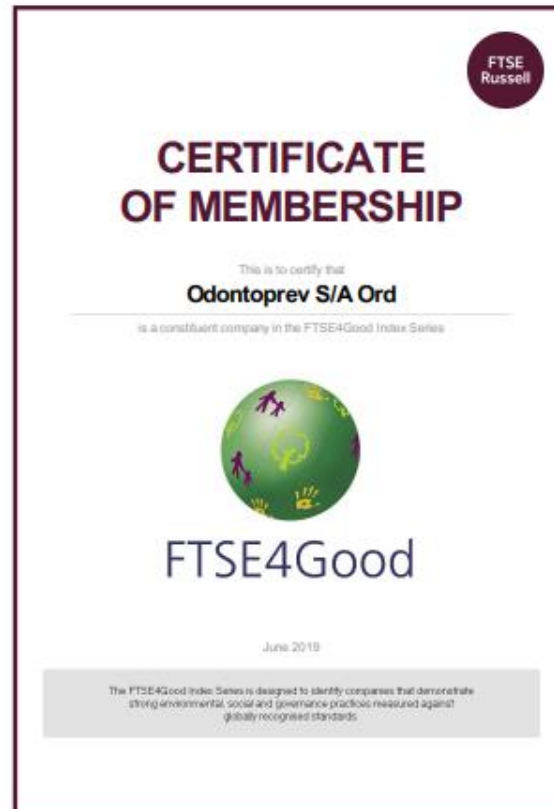 FTSE
Russell
CERTIFICATE
OF MEMBERSHIP
This is to certify that
Odontoprev S/A Ord
is a constituent company in the FTSE4Good Index Series
FTSE4Good
June 2019
The FTSE4Good Index Series is designed to identify companies that demonstrate
strong environmental, social and governance practices measured against
globally recognised standards.